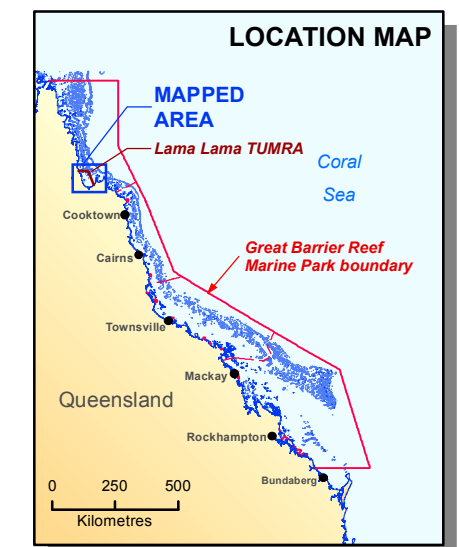 LOCATION MAP
MAPPED
AREA
Lama Lama TUMRA
Coral
Sea
Cooktown
Cairns
Great Barrier Reef
Marine Park boundary
Townsville
Mackay
Queensland
Rockhampton
Bundaberg
0 250 500
Kilometres